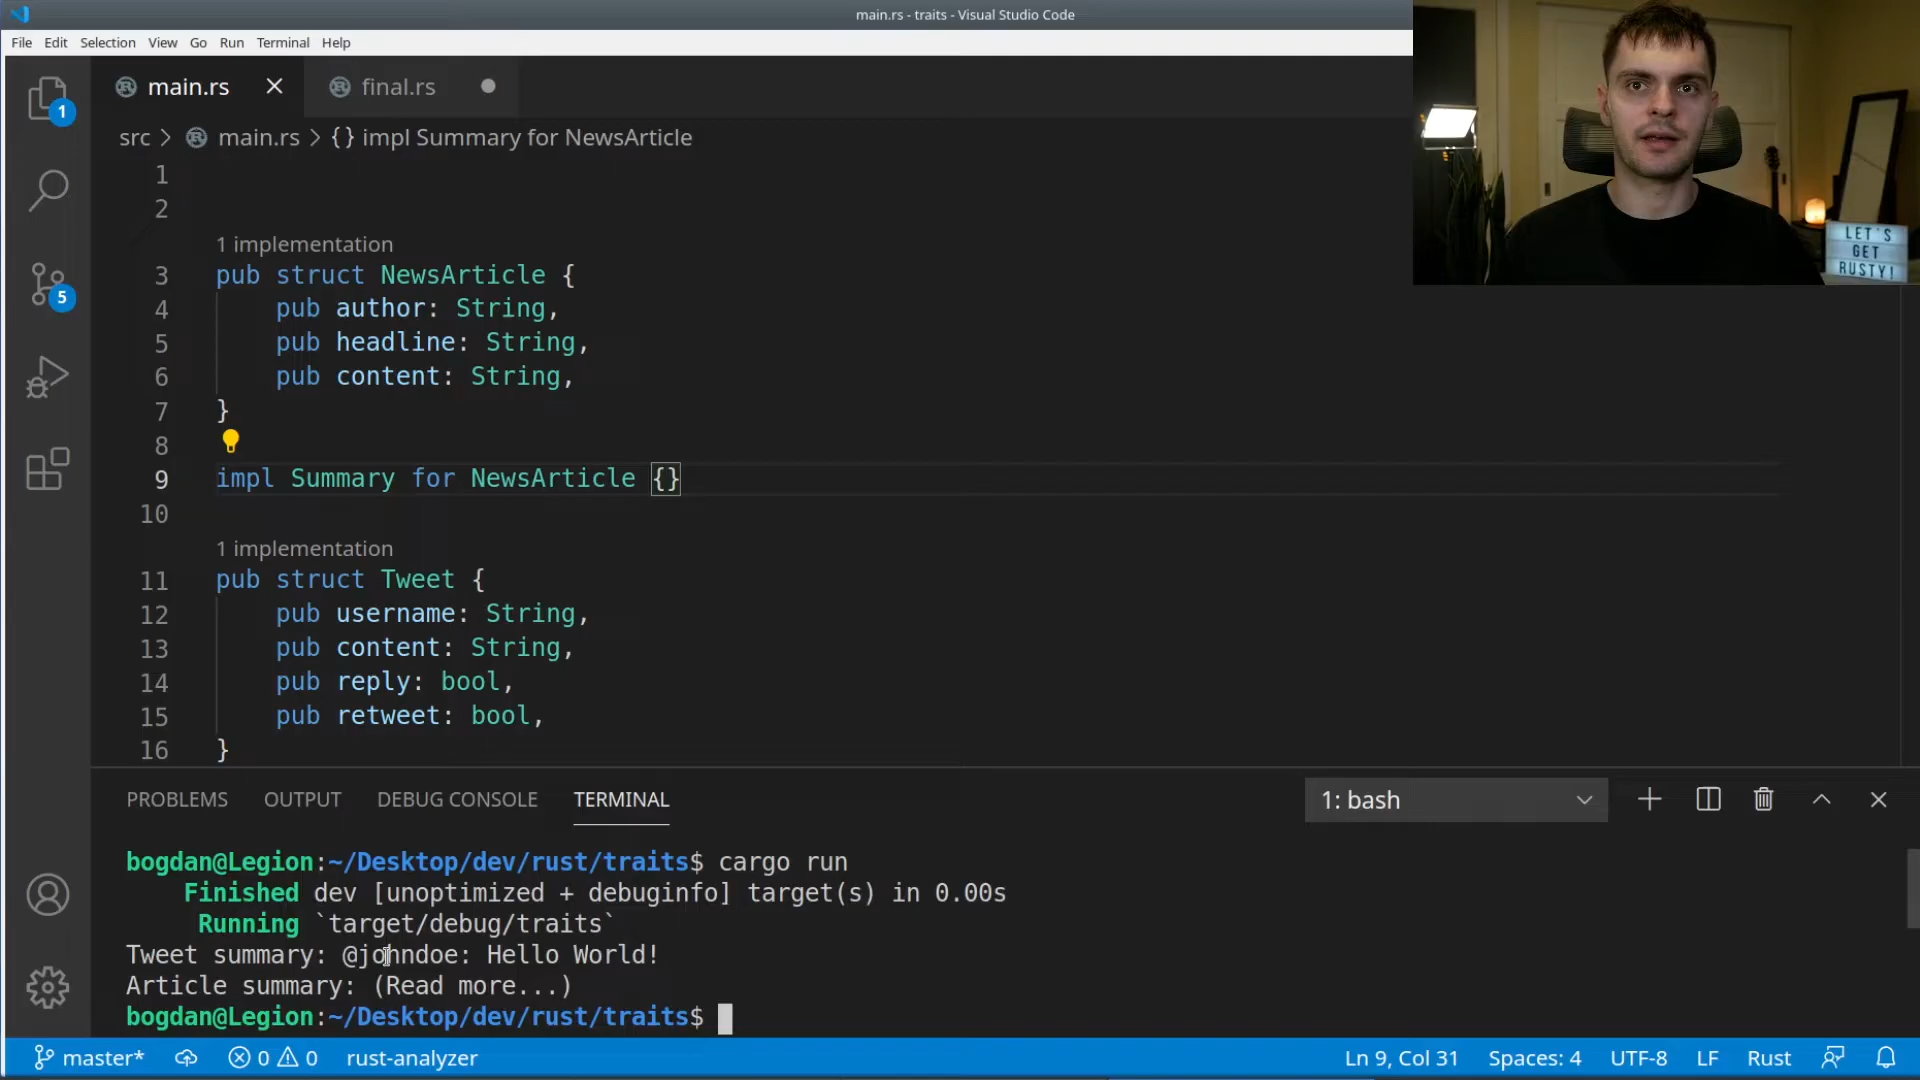 main.rs - traits - Visual Studio Code
File Edit Selection View Go Run Terminal Help
main.rs final.rs
src > main.rs > {} impl Summary for NewsArticle
1
2
1 implementation
3 pub struct NewsArticle {
4 pub author: String,
5 pub headline: String,
6 pub content: String,
7 }
8
9 impl Summary for NewsArticle {}
10
1 implementation
11 pub struct Tweet {
12 pub username: String,
13 pub content: String,
14 pub reply: bool,
15 pub retweet: bool,
16 }
1
5
LET'S
GET
RUSTY!
PROBLEMS OUTPUT DEBUG CONSOLE TERMINAL 1: bash
bogdan@Legion:~/Desktop/dev/rust/traits$ cargo run
Finished dev [unoptimized + debuginfo] target(s) in 0.00s
Running `target/debug/traits`
Tweet summary: @johndoe: Hello World!
Article summary: (Read more...)
bogdan@Legion:~/Desktop/dev/rust/traits$
master* 0 0 rust-analyzer Ln 9, Col 31 Spaces: 4 UTF-8 LF Rust